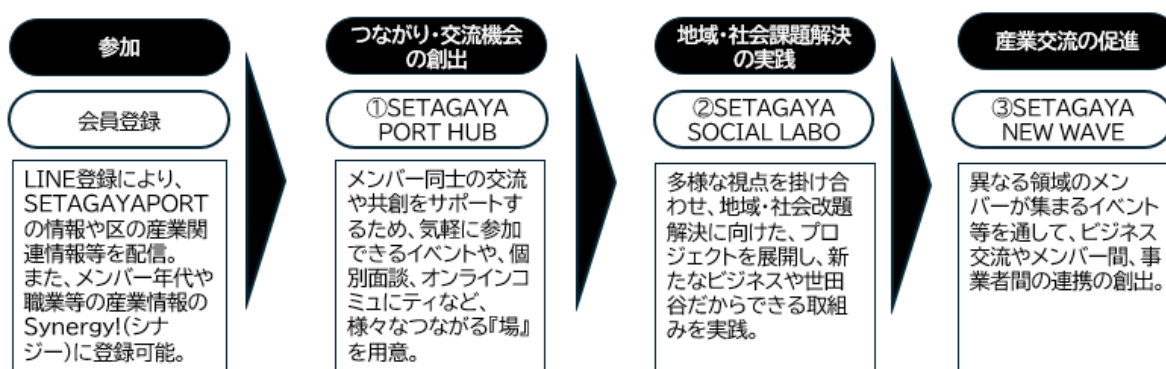 参加
会員登録
LINE登録により、
SETAGAYAPORT
の情報や区の産業関
連情報等を配信。
また、メンバー年代や
職業等の産業情報の
Synergy!(シナ
ジー)に登録可能。
つながり・交流機会
の創出
①SETAGAYA
PORT HUB
メンバー同士の交流
や共創をサポートす
るため、気軽に参加
できるイベントや、個
別面談、オンラインコ
ミュにティなど、
様々なつながる『場』
を用意。
地域・社会課題解決
の実践
②SETAGAYA
SOCIAL LABO
多様な視点を掛け合
わせ、地域・社会改題
解決に向けた、プロ
ジェクトを展開し、新
たなビジネスや世田
谷だからできる取組
みを実践。
産業交流の促進
③SETAGAYA
NEW WAVE
異なる領域のメン
バーが集まるイベント
等を通して、ビジネス
交流やメンバー間、事
業者間の連携の創出。